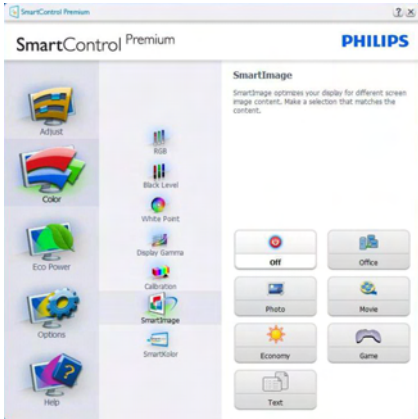 SmartControl Premium
SmartControl Premium
PHILIPS
Adjust
Color
Eco Power
Options
Help
RGB
Black Level
White Point
Display Gamma
Calibration
SmartImage
SmartKolor
SmartImage
SmartImage optimizes your display for different screen
image content. Make a selection that matches the
content.
Off
Office
Photo
Movie
Economy
Game
Text